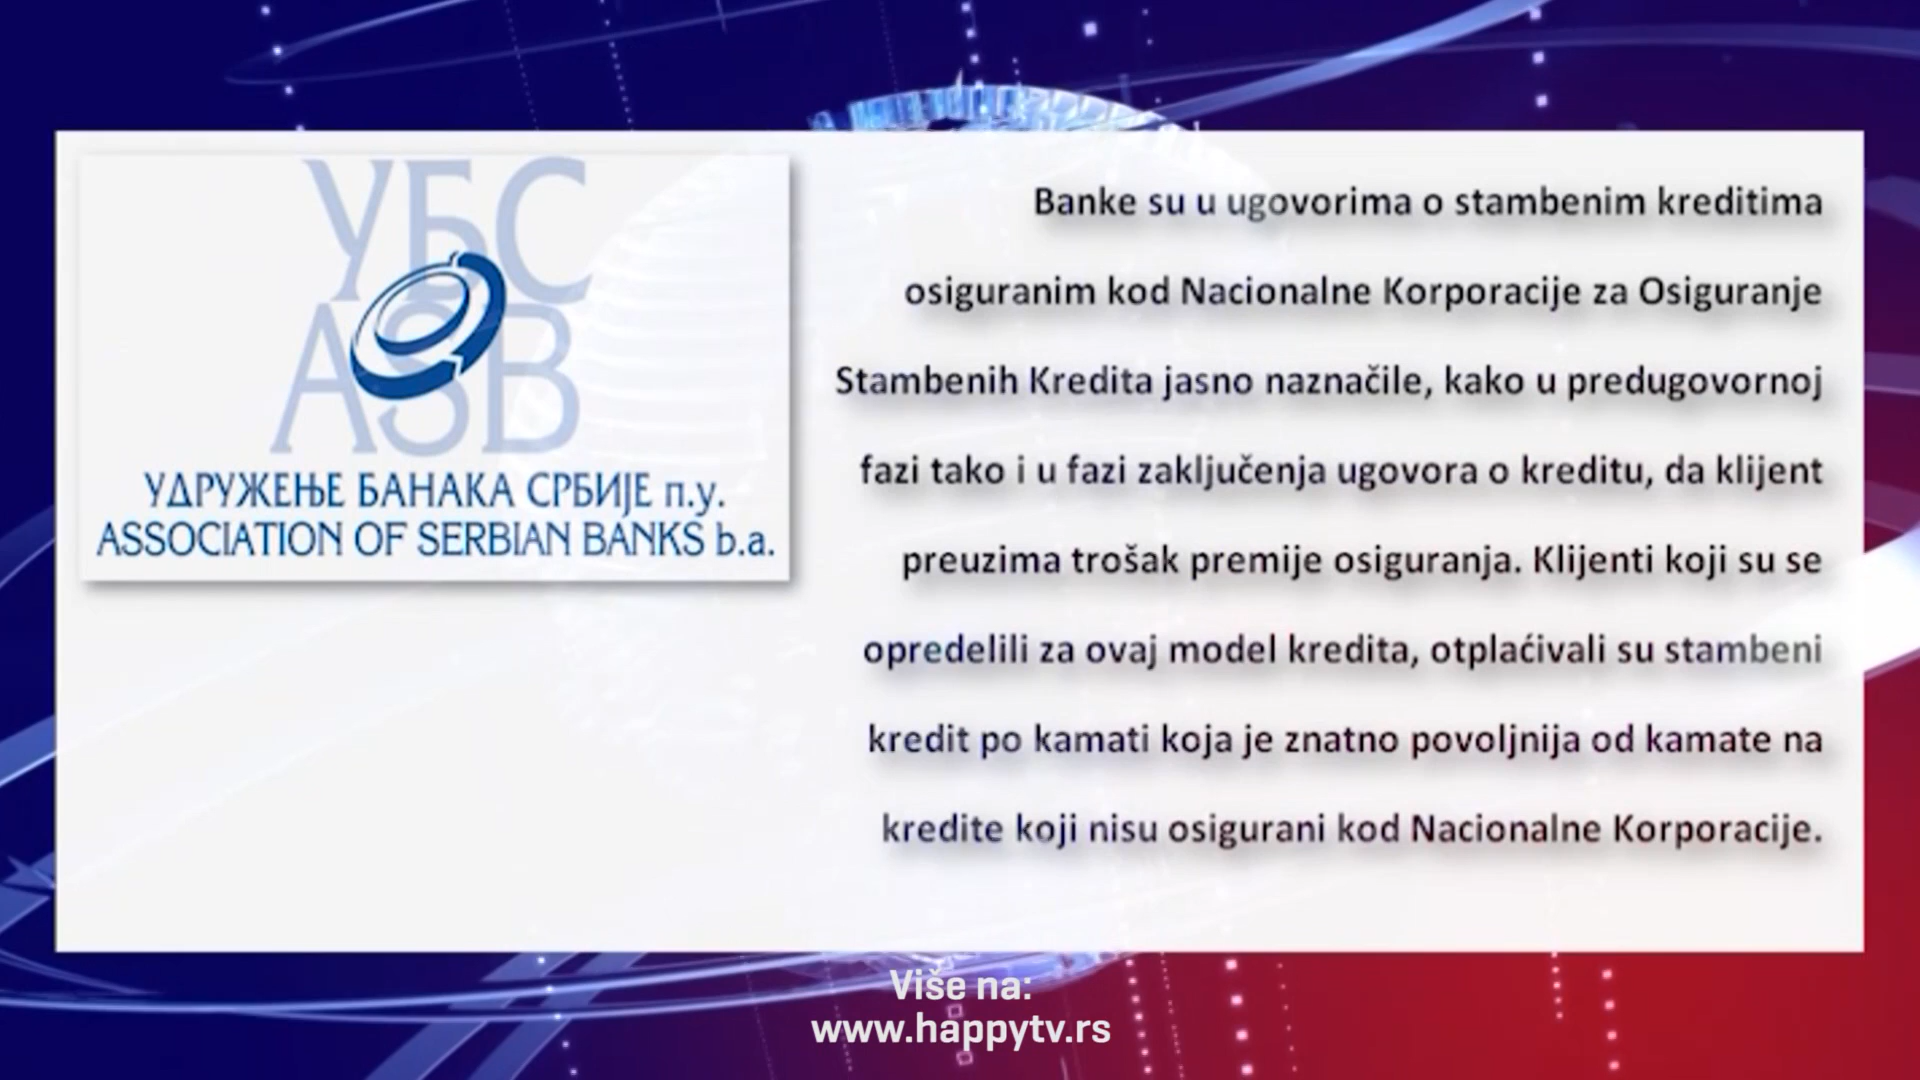 УБС
ASB
УДРУЖЕЊЕ БАНАКА СРБИЈЕ п.у.
ASSOCIATION OF SERBIAN BANKS b.a.
Banke su u ugovorima o stambenim kreditima
osiguranim kod Nacionalne Korporacije za Osiguranje
Stambenih Kredita jasno naznačile, kako u predugovornoj
fazi tako i u fazi zaključenja ugovora o kreditu, da klijent
preuzima trošak premije osiguranja. Klijenti koji su se
opredelili za ovaj model kredita, otplaćivali su stambeni
kredit po kamati koja je znatno povoljnija od kamate na
kredite koji nisu osigurani kod Nacionalne Korporacije.
Više na:
www.happytv.rs